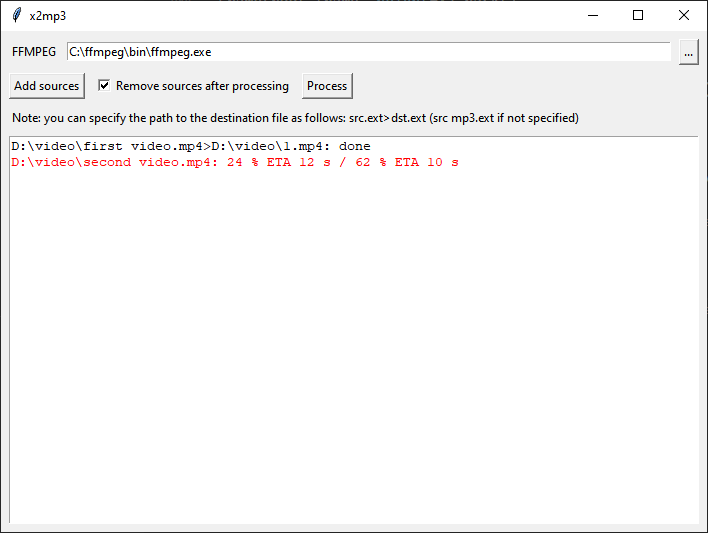 x2mp3
FFMPEG C:\ffmpeg\bin\ffmpeg.exe ...
Add sources Remove sources after processing Process
Note: you can specify the path to the destination file as follows: src.ext>dst.ext (src mp3.ext if not specified)
D:\video\first video.mp4>D:\video\1.mp4: done
D:\video\second video.mp4: 24 % ETA 12 s / 62 % ETA 10 s